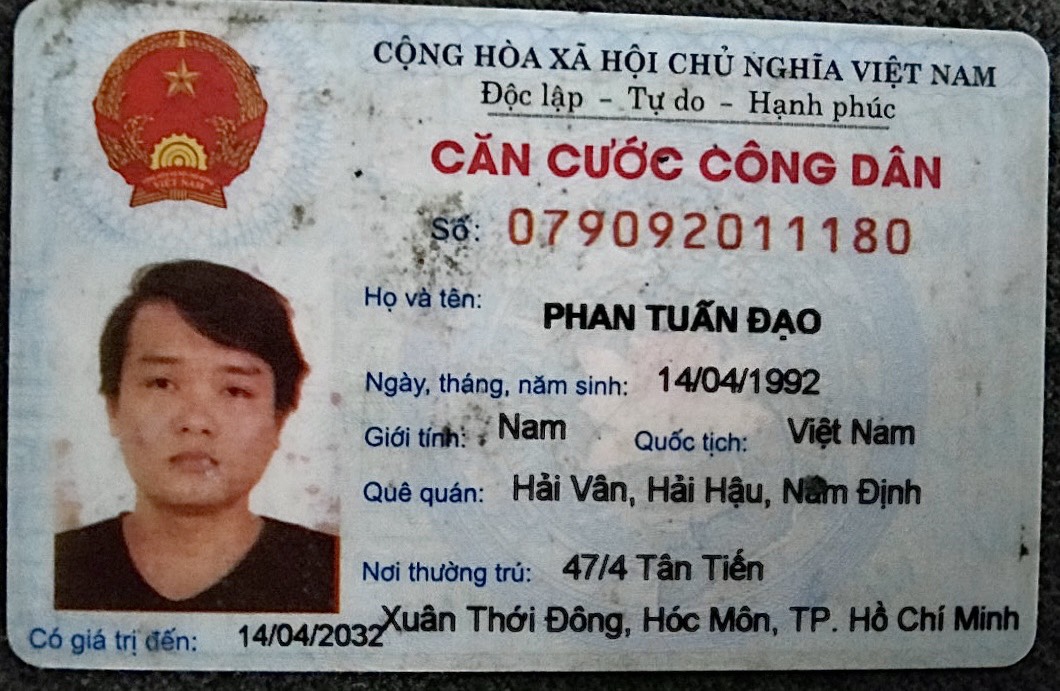 CỘNG HÒA XÃ HỘI CHỦ NGHĨA VIỆT NAM
Độc lập - Tự do - Hạnh phúc
CĂN CƯỚC CÔNG DÂN
Số: 079092011180
Họ và tên: PHAN TUẤN ĐẠO
Ngày, tháng, năm sinh: 14/04/1992
Giới tính: Nam Quốc tịch: Việt Nam
Quê quán: Hải Vân, Hải Hậu, Nam Định
Nơi thường trú: 47/4 Tân Tiến
Xuân Thới Đông, Hóc Môn, TP. Hồ Chí Minh
Có giá trị đến: 14/04/2032
VIỆT NAM